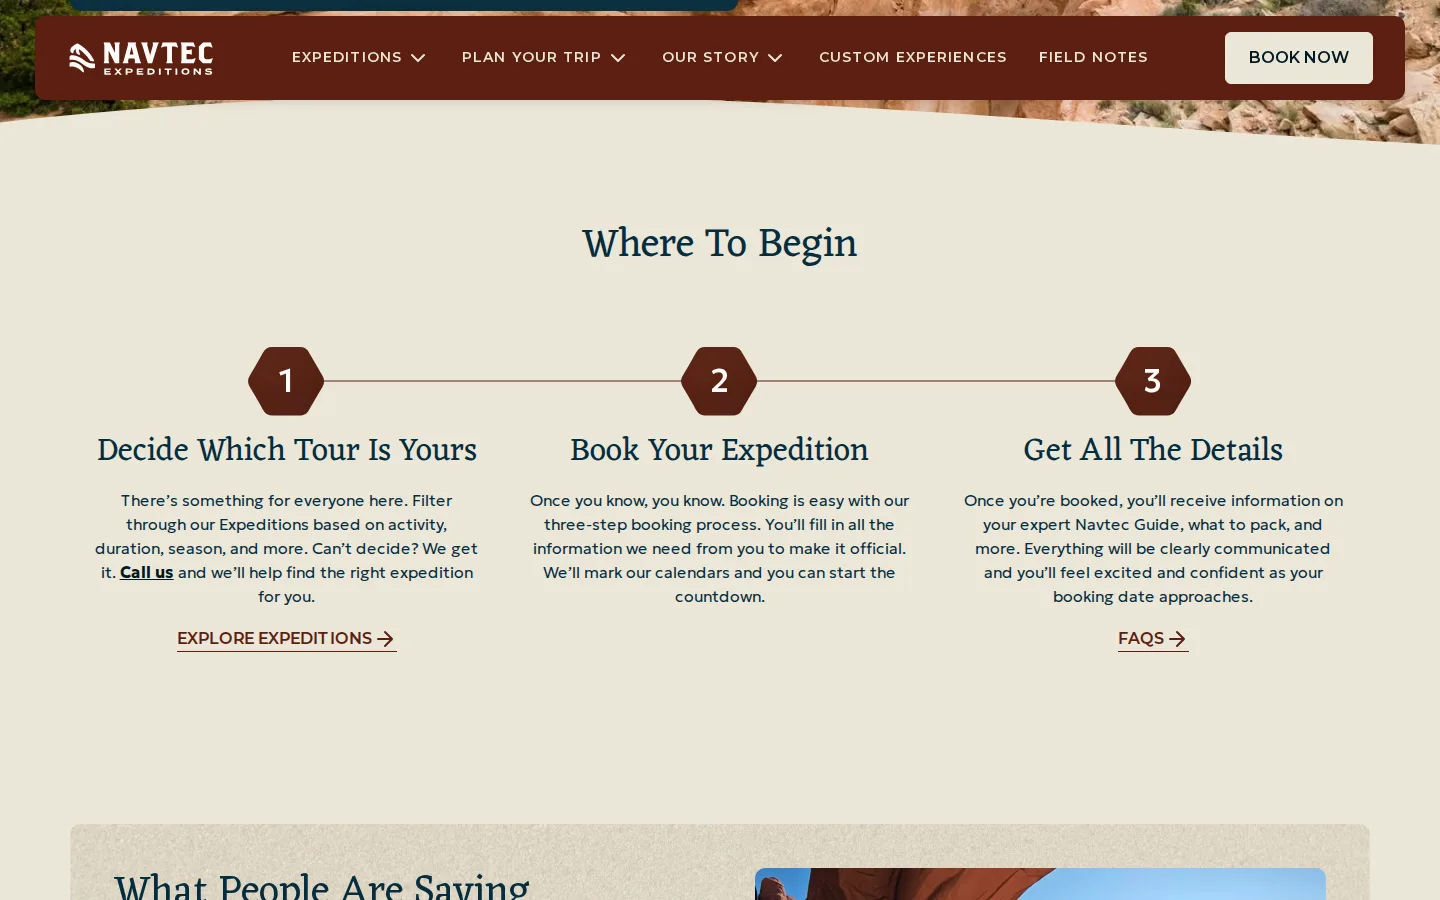 NAVTEC
EXPEDITIONS
EXPEDITIONS
PLAN YOUR TRIP
OUR STORY
CUSTOM EXPERIENCES
FIELD NOTES
BOOK NOW
Where To Begin
1
2
3
Decide Which Tour Is Yours
There’s something for everyone here. Filter
through our Expeditions based on activity,
duration, season, and more. Can’t decide? We get
it. Call us and we’ll help find the right expedition
for you.
EXPLORE EXPEDITIONS
Book Your Expedition
Once you know, you know. Booking is easy with our
three-step booking process. You’ll fill in all the
information we need from you to make it official.
We’ll mark our calendars and you can start the
countdown.
Get All The Details
Once you’re booked, you’ll receive information on
your expert Navtec Guide, what to pack, and
more. Everything will be clearly communicated
and you’ll feel excited and confident as your
booking date approaches.
FAQS
What People Are Saying